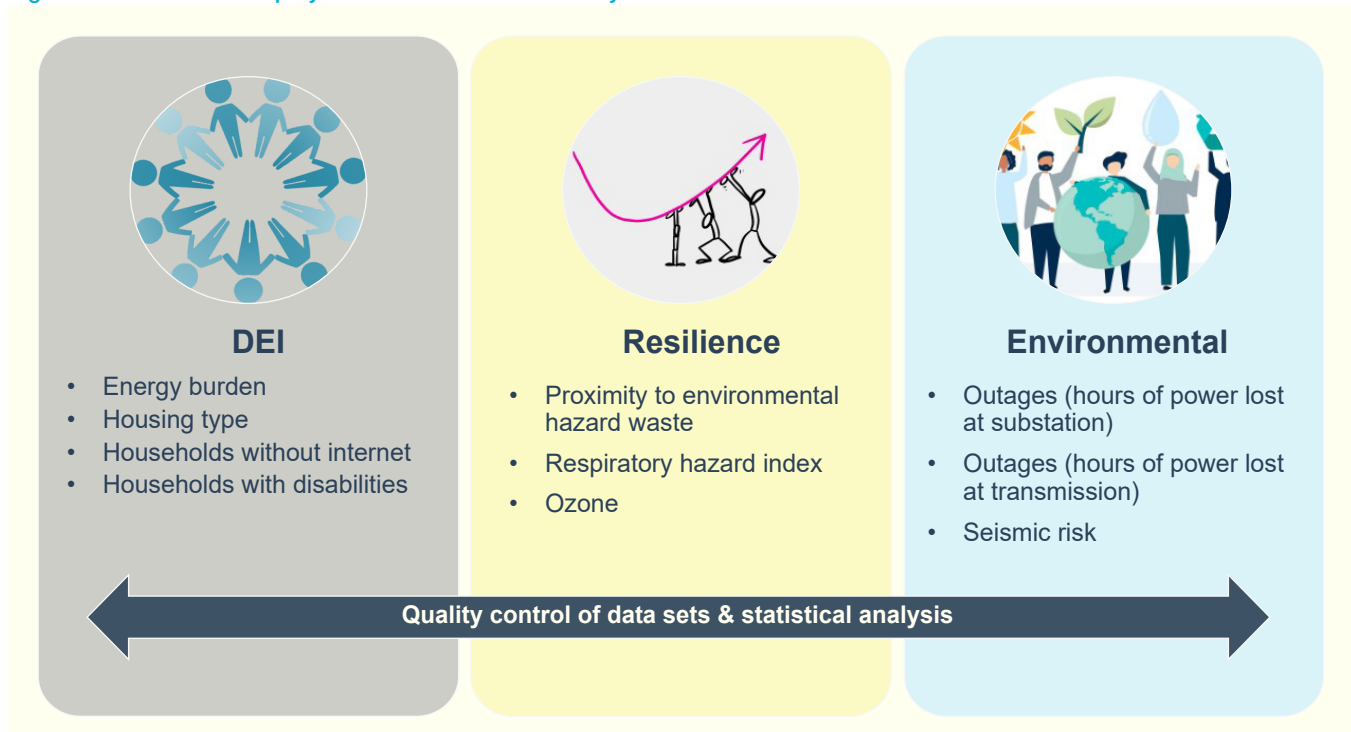 DEI
• Energy burden
• Housing type
• Households without internet
• Households with disabilities
Resilience
• Proximity to environmental
hazard waste
• Respiratory hazard index
• Ozone
Environmental
• Outages (hours of power lost
at substation)
• Outages (hours of power lost
at transmission)
• Seismic risk
Quality control of data sets & statistical analysis